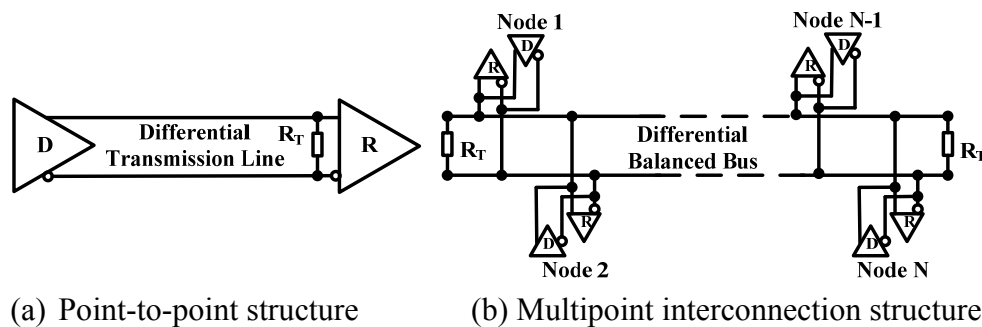 Node 1
Node N-1
D
R
D
R
D
Differential
Transmission Line
R_T
R
R_T
Differential
Balanced Bus
R_T
D
R
D
R
Node 2
Node N
(a) Point-to-point structure
(b) Multipoint interconnection structure